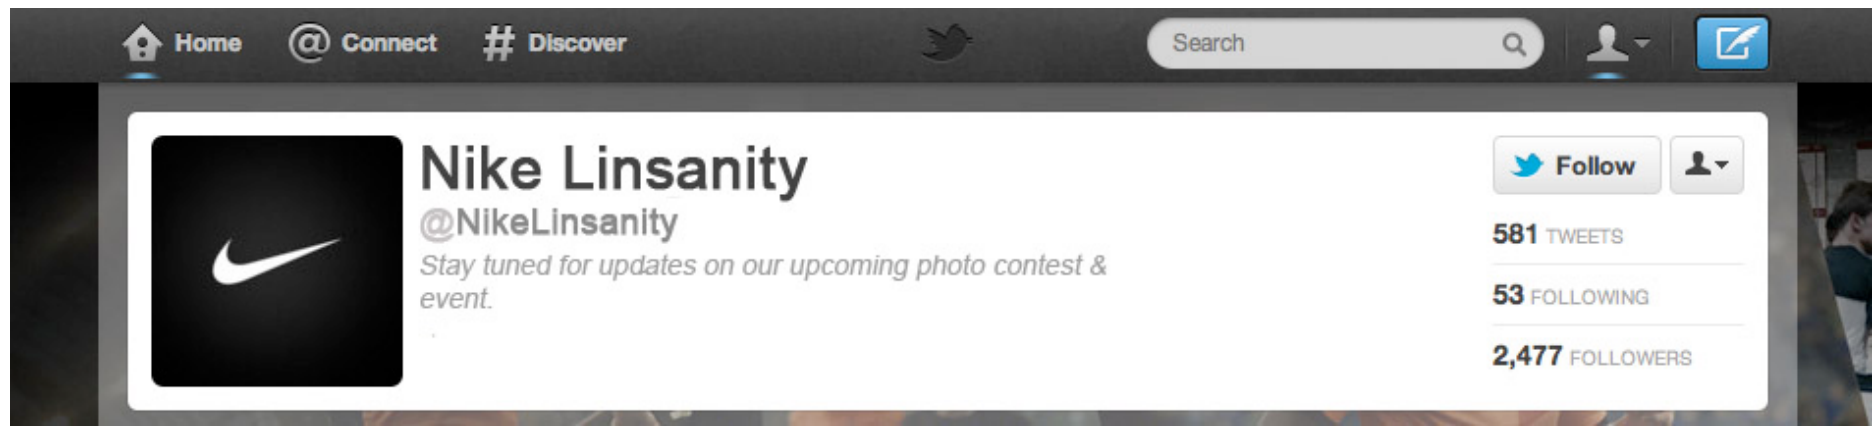 Home @ Connect # Discover Search
Nike Linsanity
Follow
@NikeLinsanity
581 TWEETS
Stay tuned for updates on our upcoming photo contest &
event.
53 FOLLOWING
2,477 FOLLOWERS